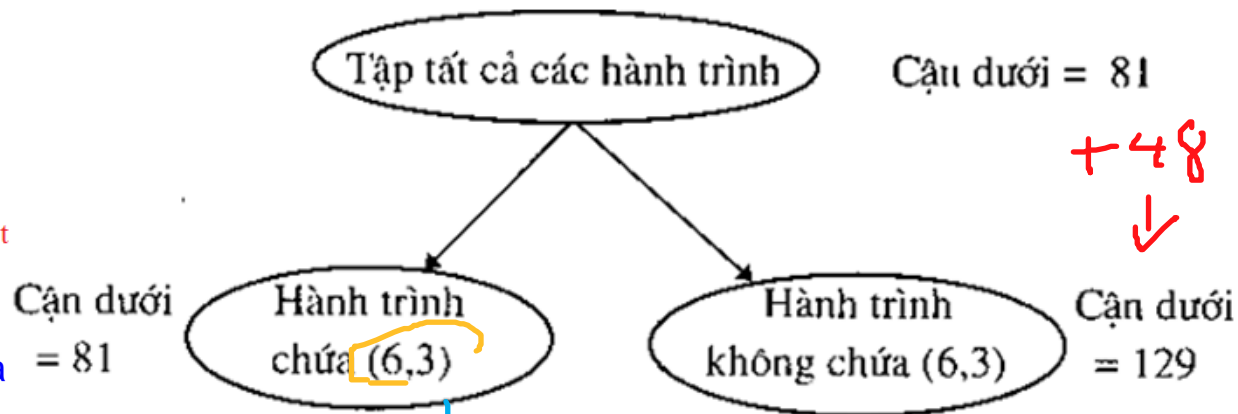 Tập tất cả các hành trình
Cận dưới = 81
+48
t
Cận dưới
= 81
Hành trình
chứa (6,3)
Hành trình
không chứa (6,3)
Cận dưới
= 129
a